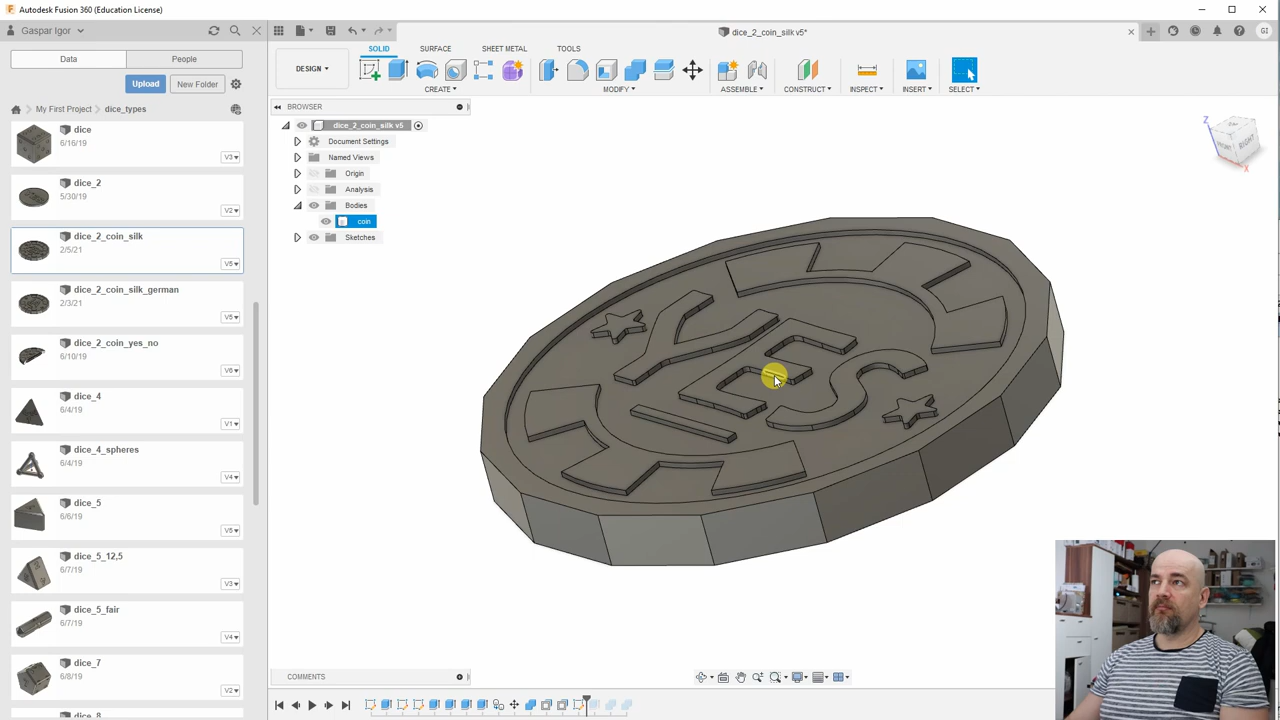 Autodesk Fusion 360 (Education License)
Gaspar Igor
dice_2_coin_silk v5*
GI
Data
People
SOLID
SURFACE
SHEET METAL
TOOLS
DESIGN
Upload
New Folder
CREATE
MODIFY
ASSEMBLE
CONSTRUCT
INSPECT
INSERT
SELECT
My First Project
dice_types
BROWSER
dice_2_coin_silk v5
Document Settings
Named Views
Origin
Analysis
Bodies
coin
Sketches
dice
6/16/19
V3
dice_2
5/30/19
V2
dice_2_coin_silk
2/5/21
V5
dice_2_coin_silk_german
2/3/21
V5
dice_2_coin_yes_no
6/10/19
V6
dice_4
6/4/19
V1
dice_4_spheres
6/4/19
V4
dice_5
6/6/19
V5
dice_5_12,5
6/7/19
V3
dice_5_fair
6/7/19
V4
dice_7
6/8/19
V2
dice_8
Z
FRONT
RIGHT
X
YES
COMMENTS